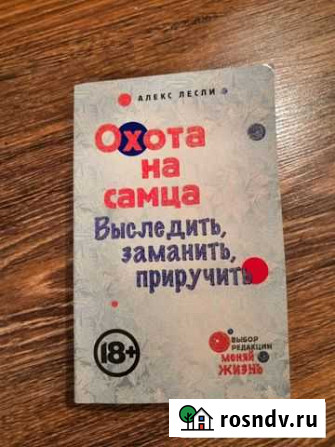 АЛЕКС ЛЕСЛИ
Охота
на
самца
Выследить,
заманить,
приручить
18+
ВЫБОР
РЕДАКЦИИ
МЕНЯЙ
ЖИЗНЬ
rosndv.ru